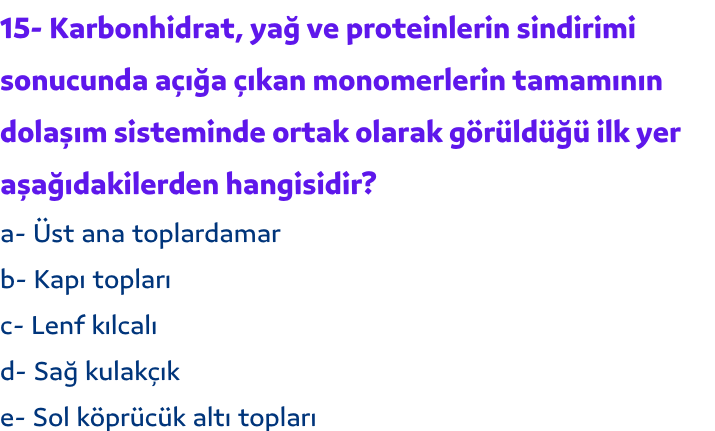 15- Karbonhidrat, yağ ve proteinlerin sindirimi
sonucunda açığa çıkan monomerlerin tamamının
dolaşım sisteminde ortak olarak görüldüğü ilk yer
aşağıdakilerden hangisidir?
a- Üst ana toplardamar
b- Kapı topları
c- Lenf kılcalı
d- Sağ kulakçık
e- Sol köprücük altı topları